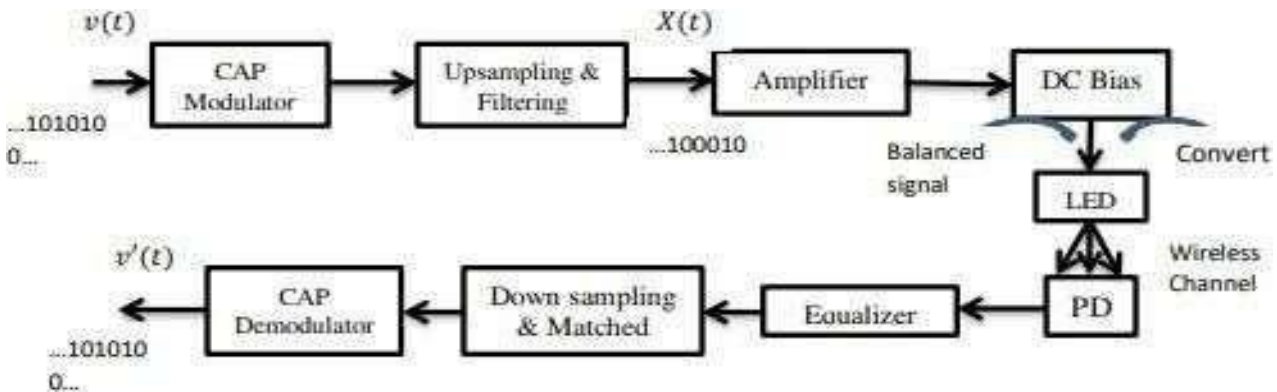 v(t)
CAP
Modulator
...101010
0...
Upsampling &
Filtering
X(t)
...100010
Amplifier
DC Bias
Balanced
signal
Convert
LED
Wireless
Channel
PD
Equalizer
Down sampling
& Matched
CAP
Demodulator
v'(t)
...101010
0...